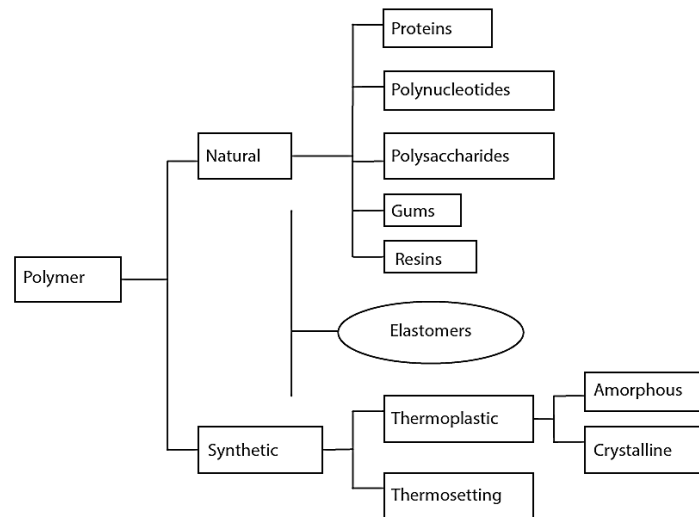 Proteins
Polynucleotides
Natural
Polysaccharides
Gums
Resins
Polymer
Elastomers
Amorphous
Thermoplastic
Synthetic
Crystalline
Thermosetting